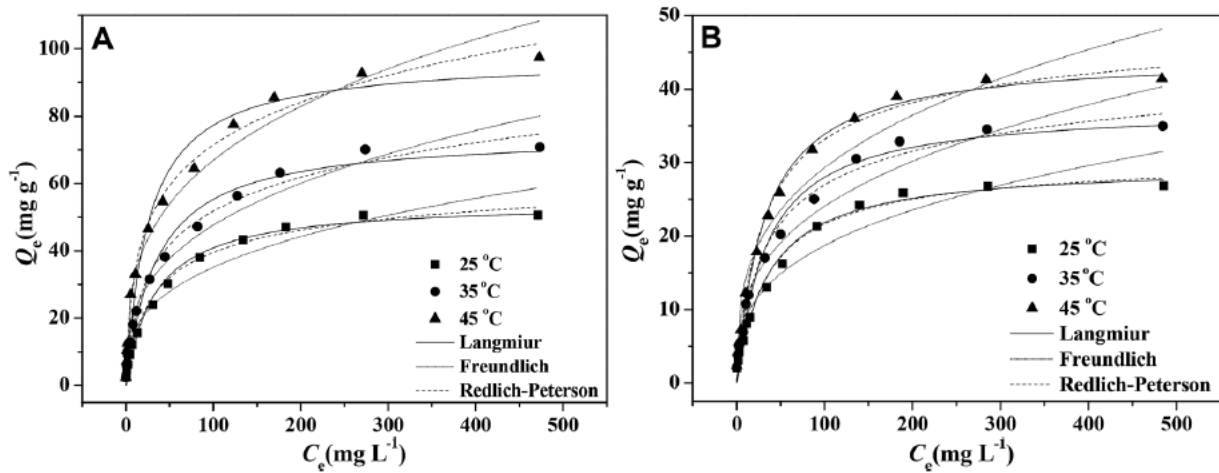 A
100
80
60
40
20
0
Qe(mg g-1)
25 °C
35 °C
45 °C
Langmiur
Freundlich
Redlich-Peterson
0 100 200 300 400 500
Ce(mg L-1)
B
50
40
30
20
10
0
Qe(mg g-1)
25 °C
35 °C
45 °C
Langmiur
Freundlich
Redlich-Peterson
0 100 200 300 400 500
Ce(mg L-1)